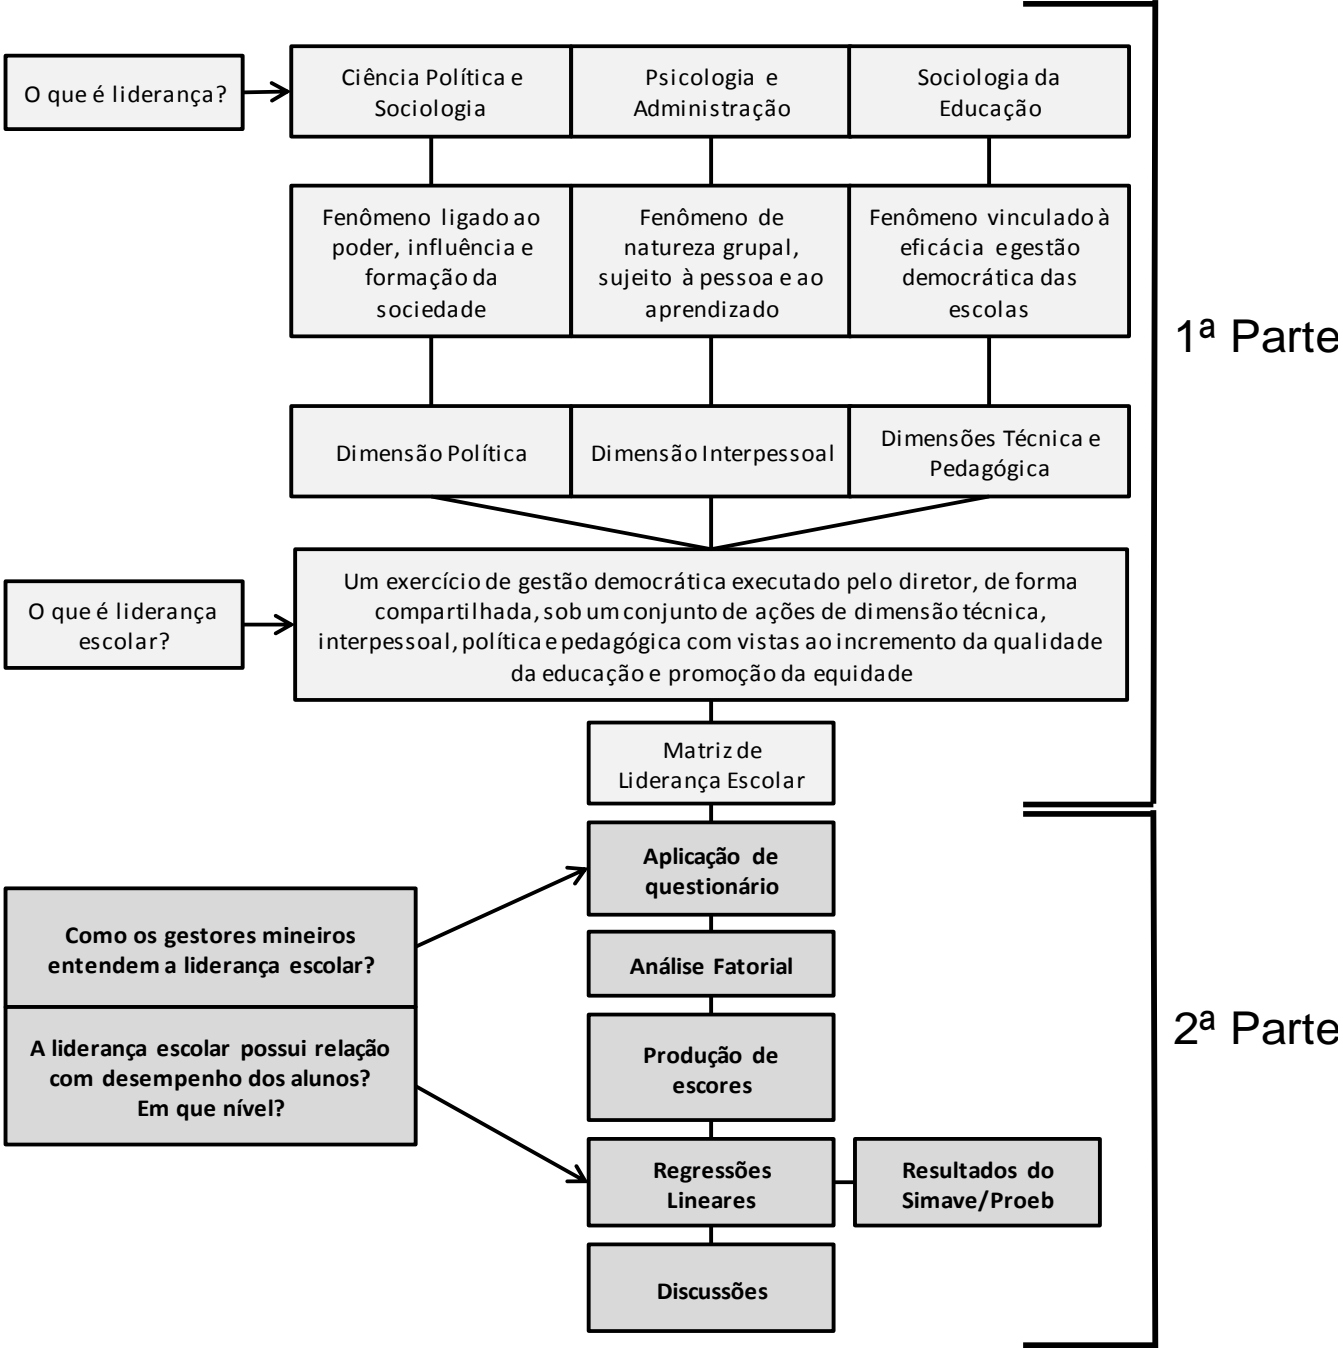 O que é liderança?
Ciência Política e
Sociologia
Psicologia e
Administração
Sociologia da
Educação
Fenômeno ligado ao
poder, influência e
formação da
sociedade
Fenômeno de
natureza grupal,
sujeito à pessoa e ao
aprendizado
Fenômeno vinculado à
eficácia e gestão
democrática das
escolas
1ª Parte
Dimensão Política
Dimensão Interpessoal
Dimensões Técnica e
Pedagógica
O que é liderança
escolar?
Um exercício de gestão democrática executado pelo diretor, de forma
compartilhada, sob um conjunto de ações de dimensão técnica,
interpessoal, política e pedagógica com vistas ao incremento da qualidade
da educação e promoção da equidade
Matriz de
Liderança Escolar
Aplicação de
questionário
Como os gestores mineiros
entendem a liderança escolar?
Análise Fatorial
A liderança escolar possui relação
com desempenho dos alunos?
Em que nível?
Produção de
escores
2ª Parte
Regressões
Lineares
Resultados do
Simave/Proeb
Discussões